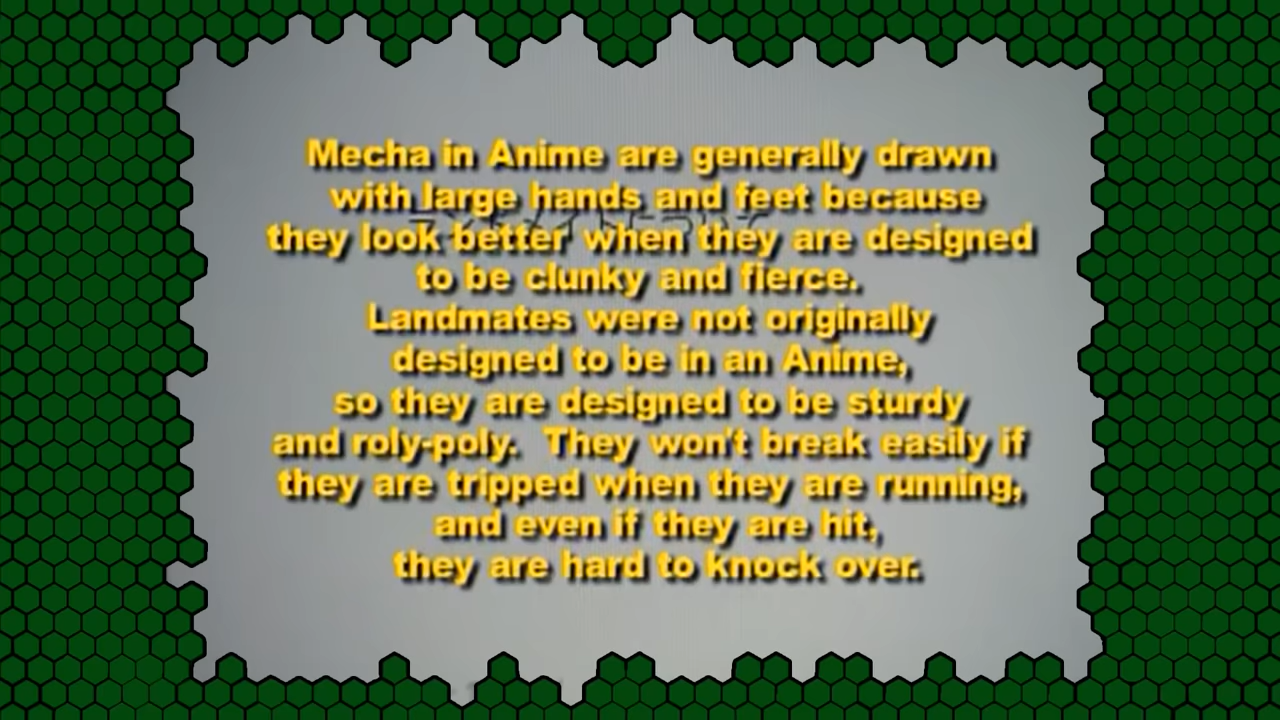 Mecha in Anime are generally drawn
with large hands and feet because
they look better when they are designed
to be clunky and fierce.
Landmates were not originally
designed to be in an Anime,
so they are designed to be sturdy
and roly-poly.  They won't break easily if
they are tripped when they are running,
and even if they are hit,
they are hard to knock over.